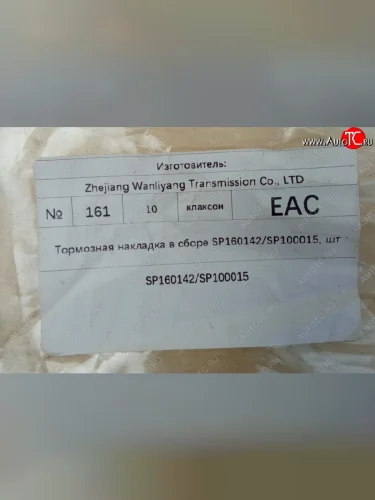 www.AutoTC.ru
Изготовитель:
Zhejiang Wanliyang Transmission Co., LTD
№ 161 10 клаксон EAC
Тормозная накладка в сборе SP160142/SP100015, шт
SP160142/SP100015